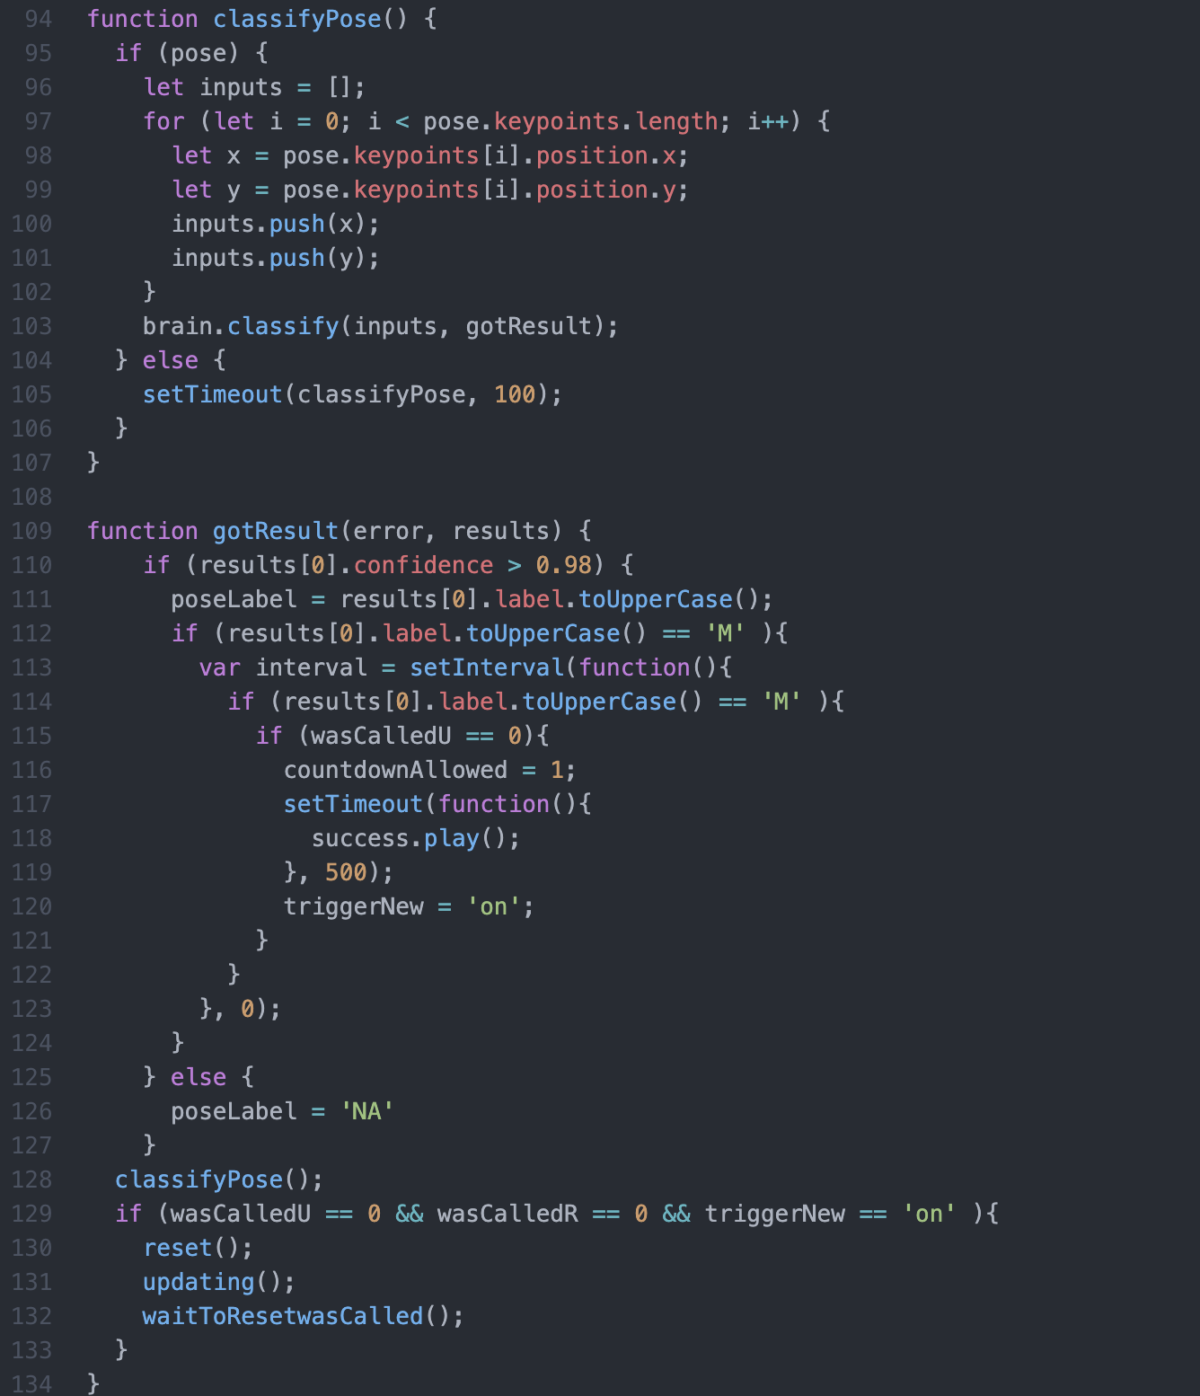 94 function classifyPose() {
95 if (pose) {
96 let inputs = [];
97 for (let i = 0; i < pose.keypoints.length; i++) {
98 let x = pose.keypoints[i].position.x;
99 let y = pose.keypoints[i].position.y;
100 inputs.push(x);
101 inputs.push(y);
102 }
103 brain.classify(inputs, gotResult);
104 } else {
105 setTimeout(classifyPose, 100);
106 }
107 }
108
109 function gotResult(error, results) {
110 if (results[0].confidence > 0.98) {
111 poseLabel = results[0].label.toUpperCase();
112 if (results[0].label.toUpperCase() == 'M' ){
113 var interval = setInterval(function(){
114 if (results[0].label.toUpperCase() == 'M' ){
115 if (wasCalledU == 0){
116 countdownAllowed = 1;
117 setTimeout(function(){
118 success.play();
119 }, 500);
120 triggerNew = 'on';
121 }
122 }
123 }, 0);
124 }
125 } else {
126 poseLabel = 'NA'
127 }
128 classifyPose();
129 if (wasCalledU == 0 && wasCalledR == 0 && triggerNew == 'on' ){
130 reset();
131 updating();
132 waitToResetwasCalled();
133 }
134 }